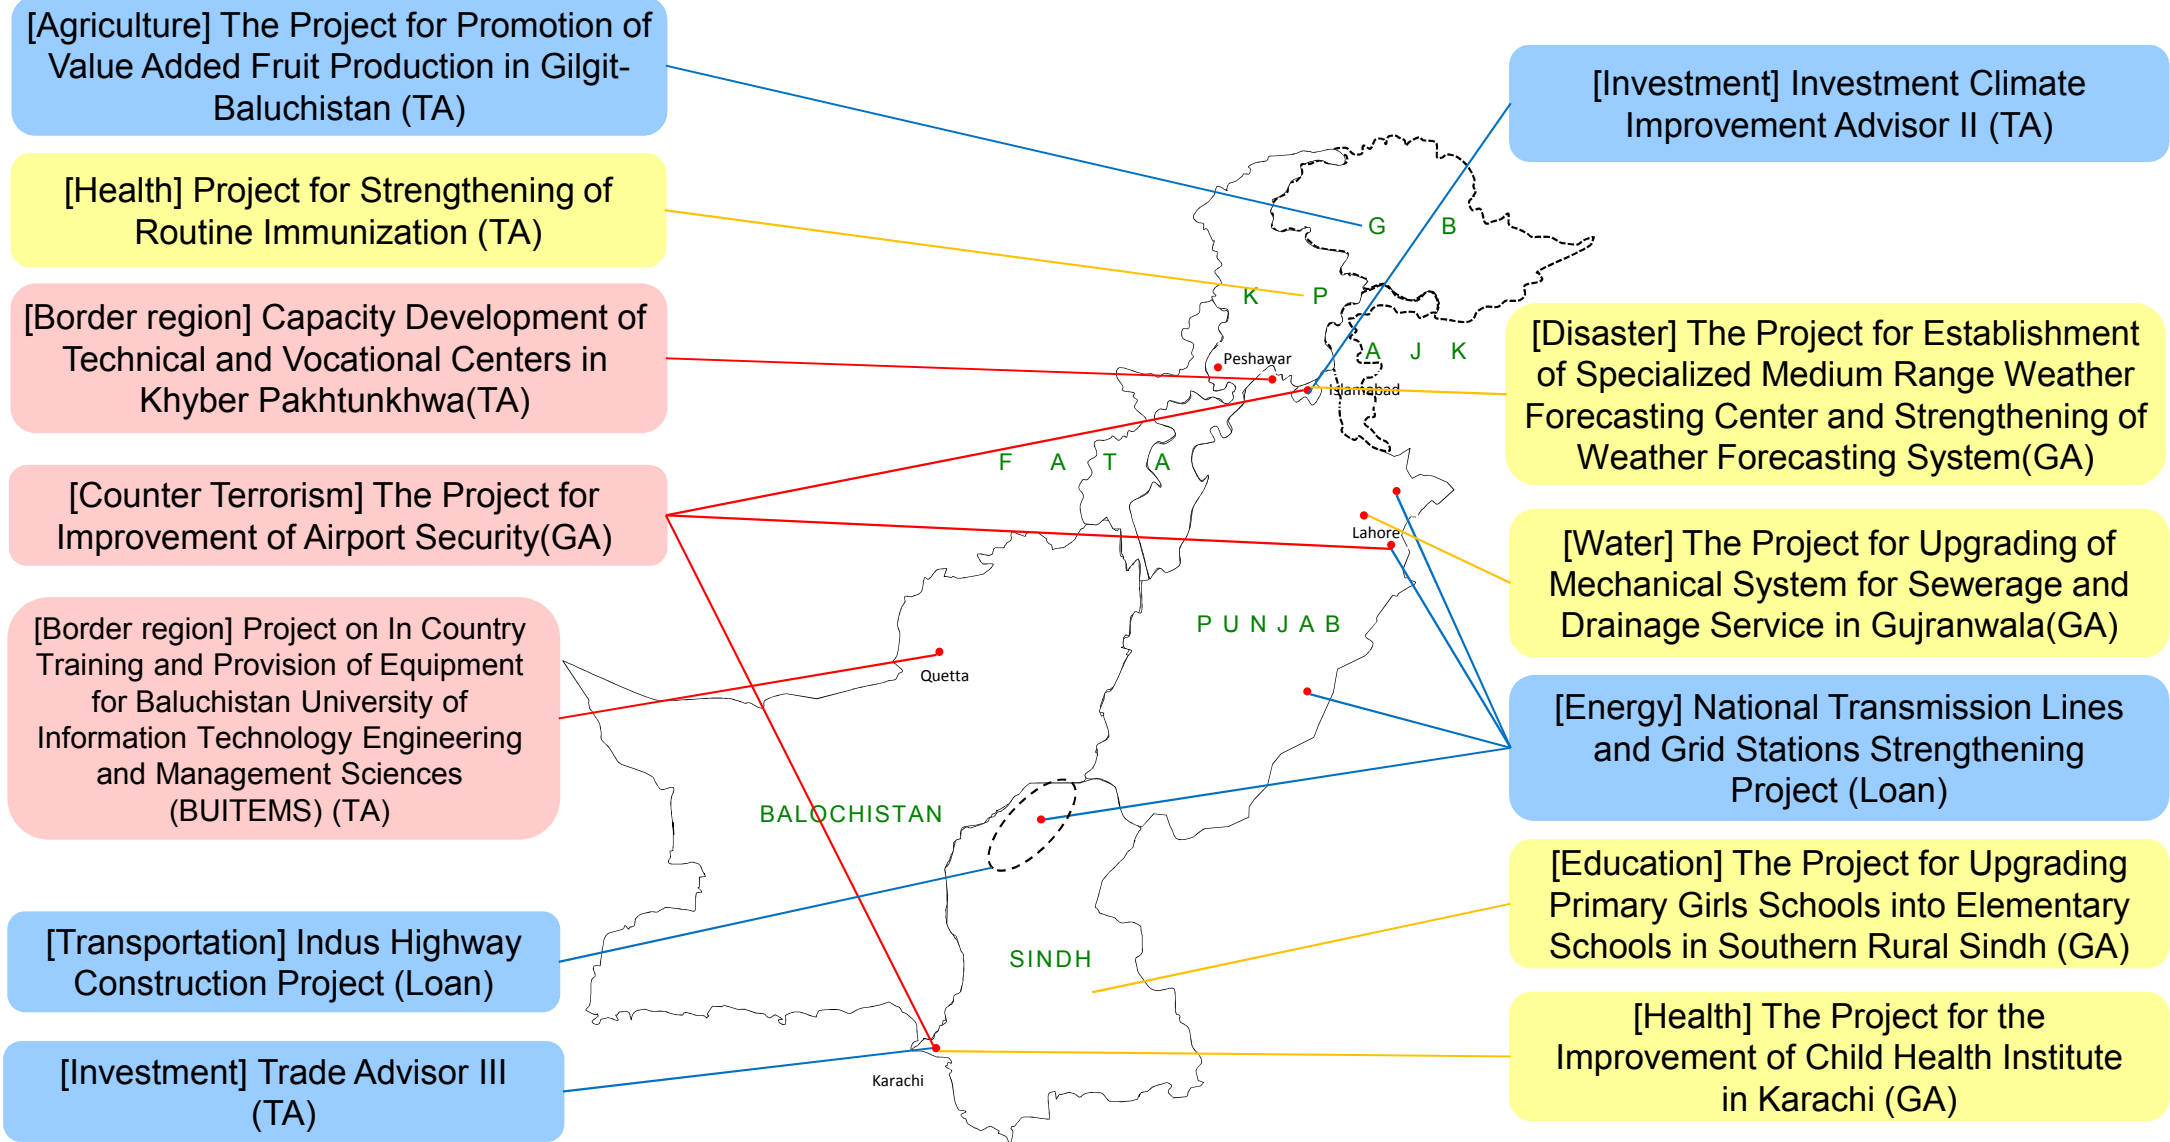 [Agriculture] The Project for Promotion of
Value Added Fruit Production in Gilgit-
Baluchistan (TA)
[Health] Project for Strengthening of
Routine Immunization (TA)
[Border region] Capacity Development of
Technical and Vocational Centers in
Khyber Pakhtunkhwa(TA)
[Counter Terrorism] The Project for
Improvement of Airport Security(GA)
[Border region] Project on In Country
Training and Provision of Equipment
for Baluchistan University of
Information Technology Engineering
and Management Sciences
(BUITEMS) (TA)
[Transportation] Indus Highway
Construction Project (Loan)
[Investment] Trade Advisor III
(TA)
G B
K P
Peshawar
A J K
Islamabad
F A T A
Lahore
P U N J A B
Quetta
BALOCHISTAN
SINDH
Karachi
[Investment] Investment Climate
Improvement Advisor II (TA)
[Disaster] The Project for Establishment
of Specialized Medium Range Weather
Forecasting Center and Strengthening of
Weather Forecasting System(GA)
[Water] The Project for Upgrading of
Mechanical System for Sewerage and
Drainage Service in Gujranwala(GA)
[Energy] National Transmission Lines
and Grid Stations Strengthening
Project (Loan)
[Education] The Project for Upgrading
Primary Girls Schools into Elementary
Schools in Southern Rural Sindh (GA)
[Health] The Project for the
Improvement of Child Health Institute
in Karachi (GA)